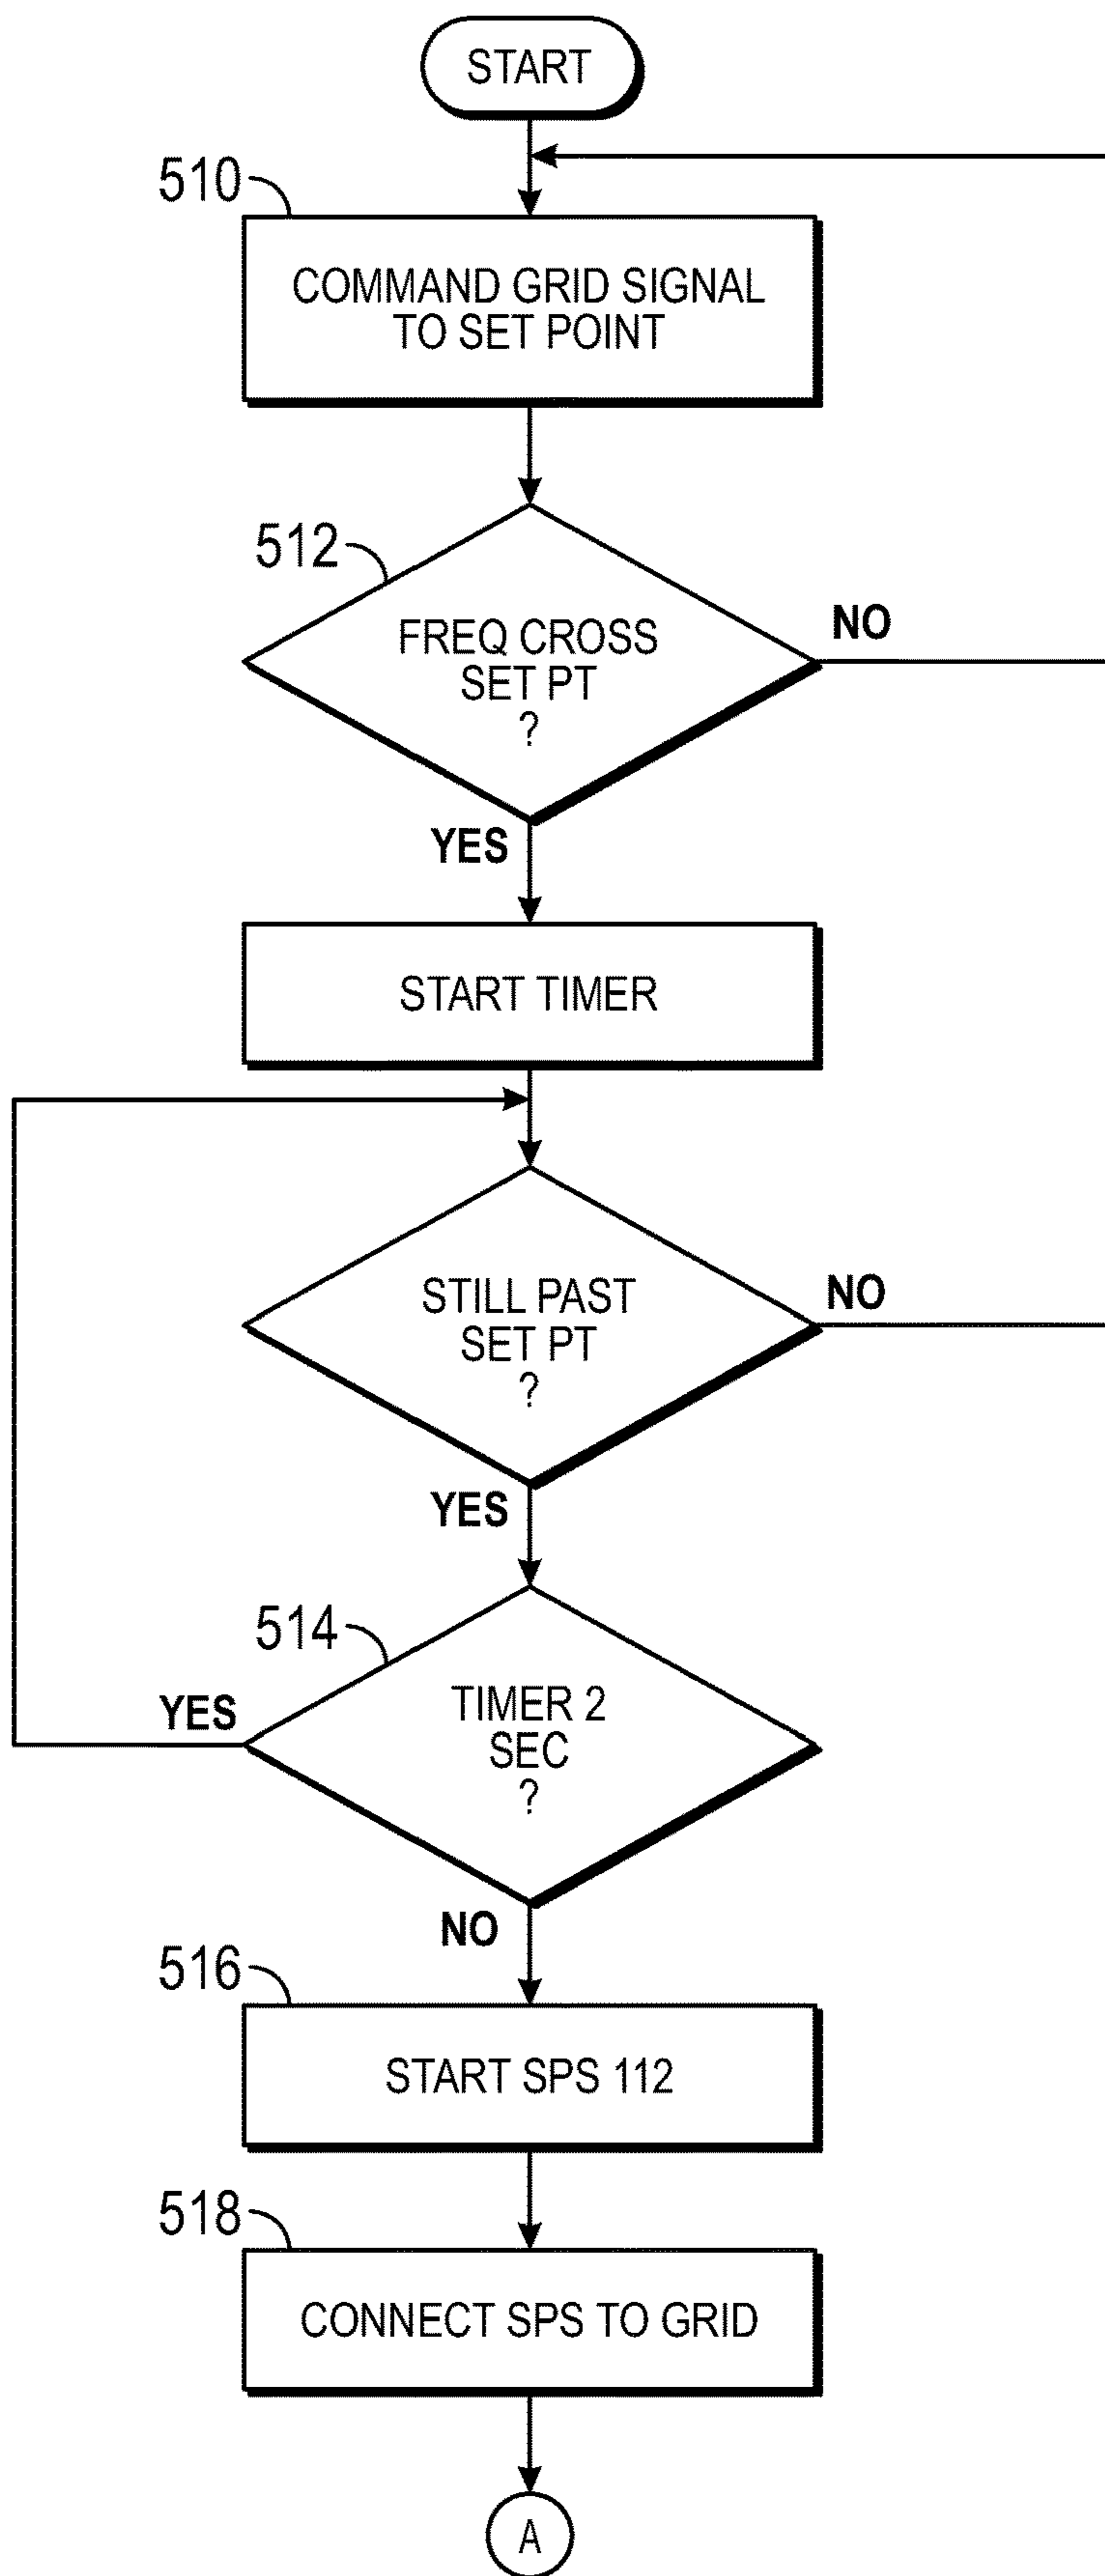 START
510
COMMAND GRID SIGNAL
TO SET POINT
512
FREQ CROSS
SET PT
?
NO
YES
START TIMER
STILL PAST
SET PT
?
NO
YES
514
TIMER 2
SEC
?
YES
NO
516
START SPS 112
518
CONNECT SPS TO GRID
A